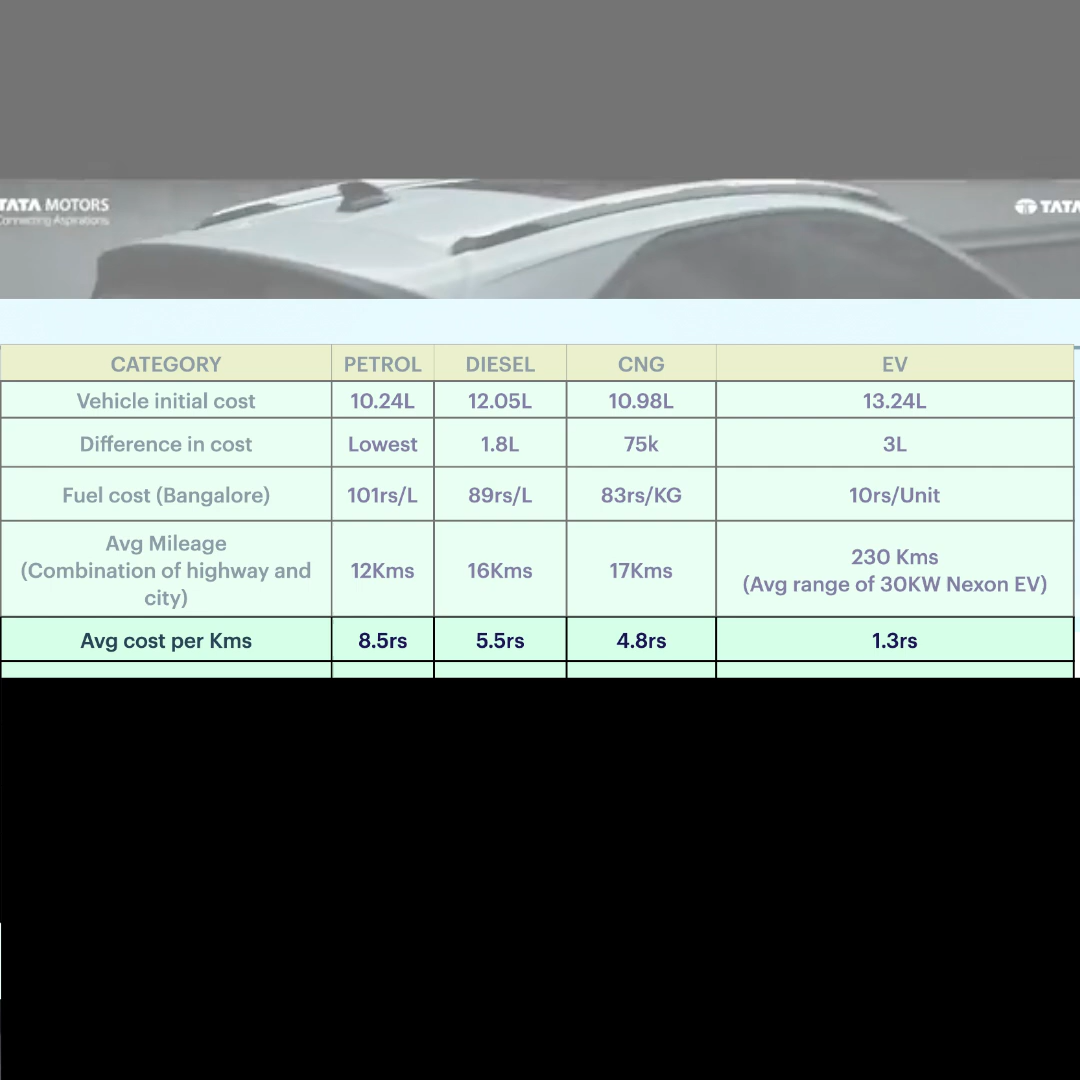 TATA MOTORS
Connecting Aspirations
TATA
CATEGORY PETROL DIESEL CNG EV
Vehicle initial cost 10.24L 12.05L 10.98L 13.24L
Difference in cost Lowest 1.8L 75k 3L
Fuel cost (Bangalore) 101rs/L 89rs/L 83rs/KG 10rs/Unit
Avg Mileage
(Combination of highway and
city) 12Kms 16Kms 17Kms 230 Kms
(Avg range of 30KW Nexon EV)
Avg cost per Kms 8.5rs 5.5rs 4.8rs 1.3rs